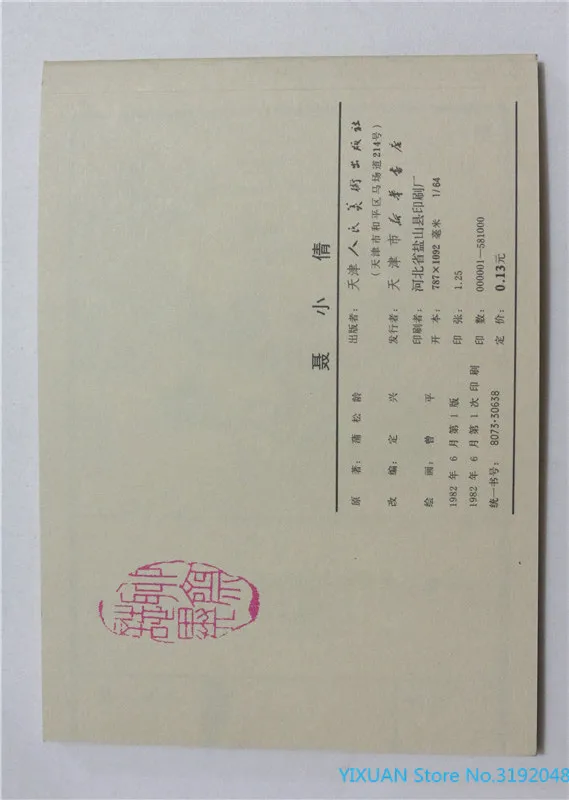 聂小倩
原著：蒲松龄
改编：定兴
绘画：曾平
1982年6月第1版
1982年6月第1次印刷
统一书号：8073·30638
出版者：天津人民美术出版社
（天津市和平区马场道214号）
发行者：天津市新华书店
印刷者：河北省盐山县印刷厂
开本：787×1092毫米 1/64
印张：1.25
印数：000001—581000
定价：0.13元
YIXUAN Store No.3192048